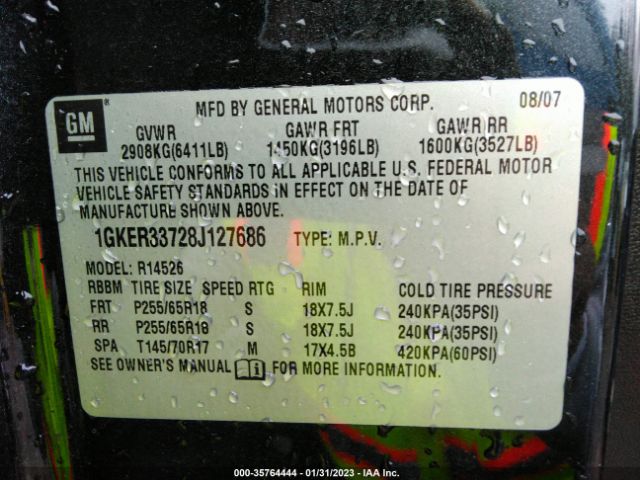 GM
®
MFD BY GENERAL MOTORS CORP. 08/07
GVWR GAWR FRT GAWR RR
2908KG(6411LB) 1450KG(3196LB) 1600KG(3527LB)
THIS VEHICLE CONFORMS TO ALL APPLICABLE U.S. FEDERAL MOTOR
VEHICLE SAFETY STANDARDS IN EFFECT ON THE DATE OF
MANUFACTURE SHOWN ABOVE.
1GKER33728J127686 TYPE: M.P.V.
MODEL: R14526
RBBM TIRE SIZE SPEED RTG RIM COLD TIRE PRESSURE
FRT P255/65R18 S 18X7.5J 240KPA(35PSI)
RR P255/65R18 S 18X7.5J 240KPA(35PSI)
SPA T145/70R17 M 17X4.5B 420KPA(60PSI)
SEE OWNER'S MANUAL i FOR MORE INFORMATION.
000-35764444 - 01/31/2023 - IAA Inc.